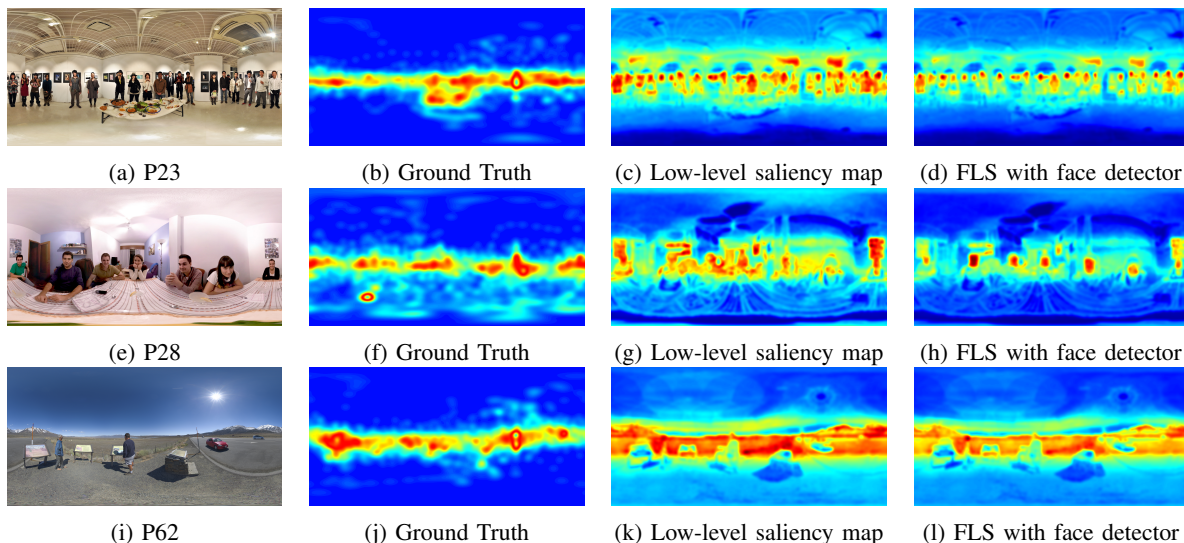 (a) P23
(b) Ground Truth
(c) Low-level saliency map
(d) FLS with face detector
(e) P28
(f) Ground Truth
(g) Low-level saliency map
(h) FLS with face detector
(i) P62
(j) Ground Truth
(k) Low-level saliency map
(l) FLS with face detector